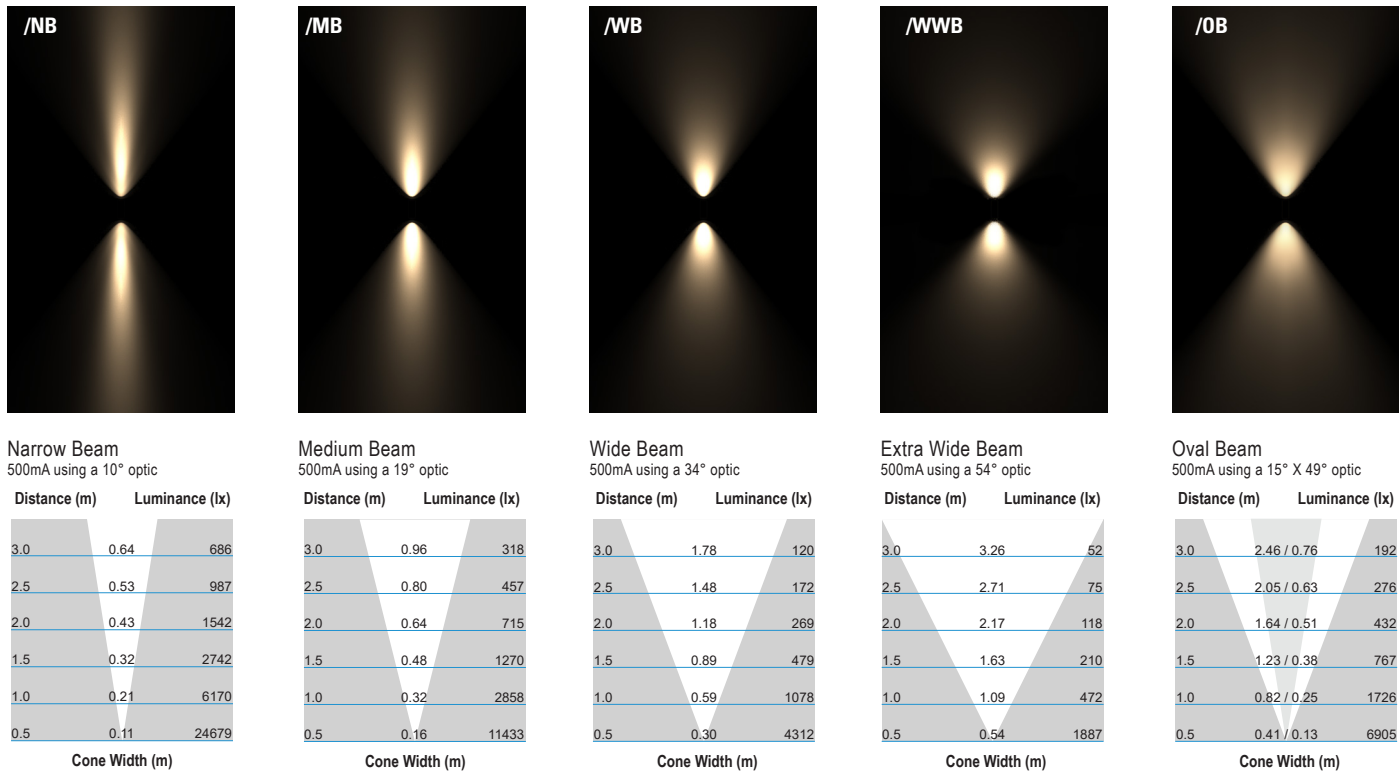 /NB
/MB
/WB
/WWB
/OB
Narrow Beam
500mA using a 10° optic
Distance (m) Luminance (lx)
3.0 0.64 686
2.5 0.53 987
2.0 0.43 1542
1.5 0.32 2742
1.0 0.21 6170
0.5 0.11 24679
Cone Width (m)
Medium Beam
500mA using a 19° optic
Distance (m) Luminance (lx)
3.0 0.96 318
2.5 0.80 457
2.0 0.64 715
1.5 0.48 1270
1.0 0.32 2858
0.5 0.16 11433
Cone Width (m)
Wide Beam
500mA using a 34° optic
Distance (m) Luminance (lx)
3.0 1.78 120
2.5 1.48 172
2.0 1.18 269
1.5 0.89 479
1.0 0.59 1078
0.5 0.30 4312
Cone Width (m)
Extra Wide Beam
500mA using a 54° optic
Distance (m) Luminance (lx)
3.0 3.26 52
2.5 2.71 75
2.0 2.17 118
1.5 1.63 210
1.0 1.09 472
0.5 0.54 1887
Cone Width (m)
Oval Beam
500mA using a 15° X 49° optic
Distance (m) Luminance (lx)
3.0 2.46 / 0.76 192
2.5 2.05 / 0.63 276
2.0 1.64 / 0.51 432
1.5 1.23 / 0.38 767
1.0 0.82 / 0.25 1726
0.5 0.41 / 0.13 6905
Cone Width (m)